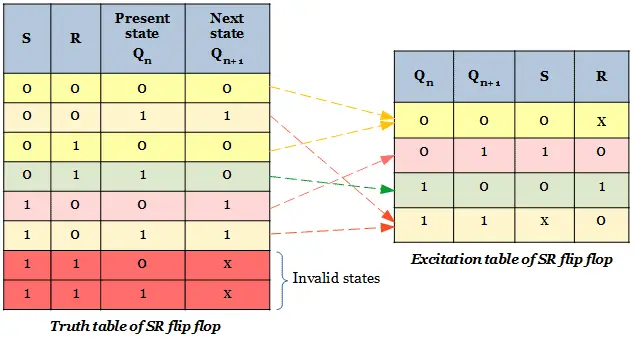 S R Present state Qn Next state Qn+1
0 0 0 0
0 0 1 1
0 1 0 0
0 1 1 0
1 0 0 1
1 0 1 1
1 1 0 x
1 1 1 x
Invalid states
Truth table of SR flip flop
Qn Qn+1 S R
0 0 0 x
0 1 1 0
1 0 0 1
1 1 x 0
Excitation table of SR flip flop